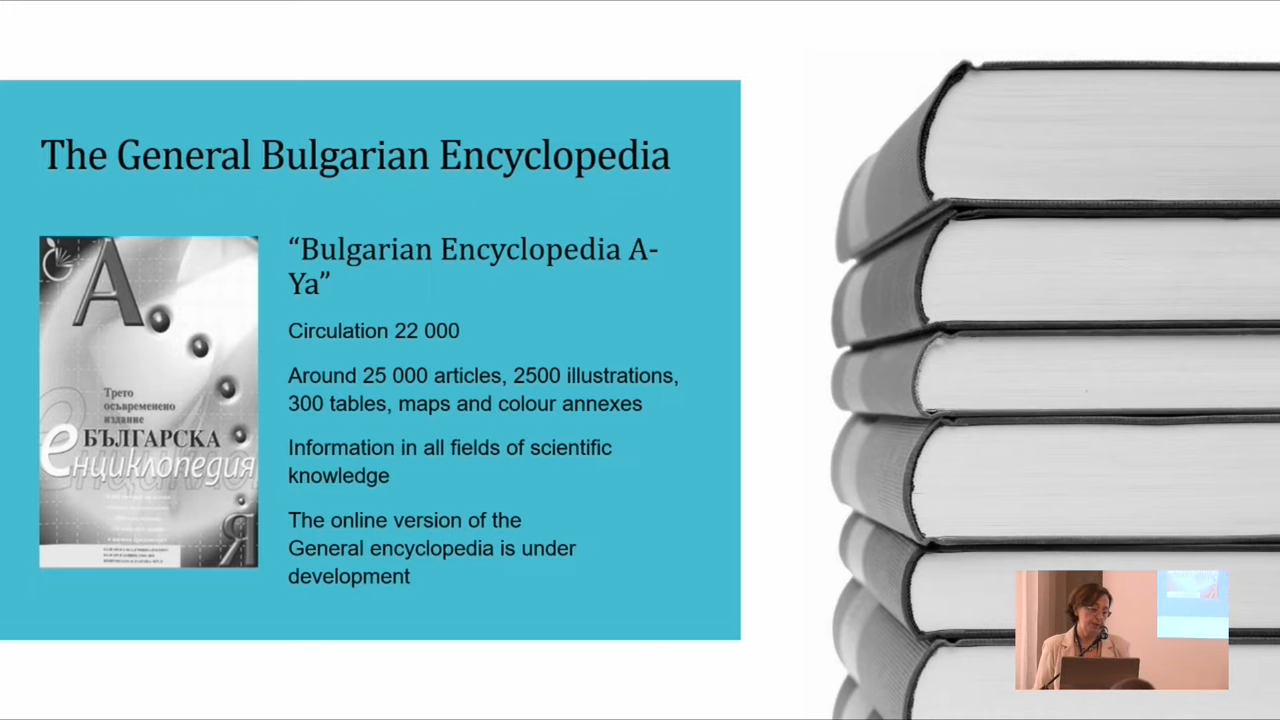 The General Bulgarian Encyclopedia
“Bulgarian Encyclopedia A-
Ya”
Circulation 22 000
Around 25 000 articles, 2500 illustrations,
300 tables, maps and colour annexes
Information in all fields of scientific
knowledge
The online version of the
General encyclopedia is under
development
А
Трето
осъвременено
издание
БЪЛГАРСКА
енциклопедия
Я